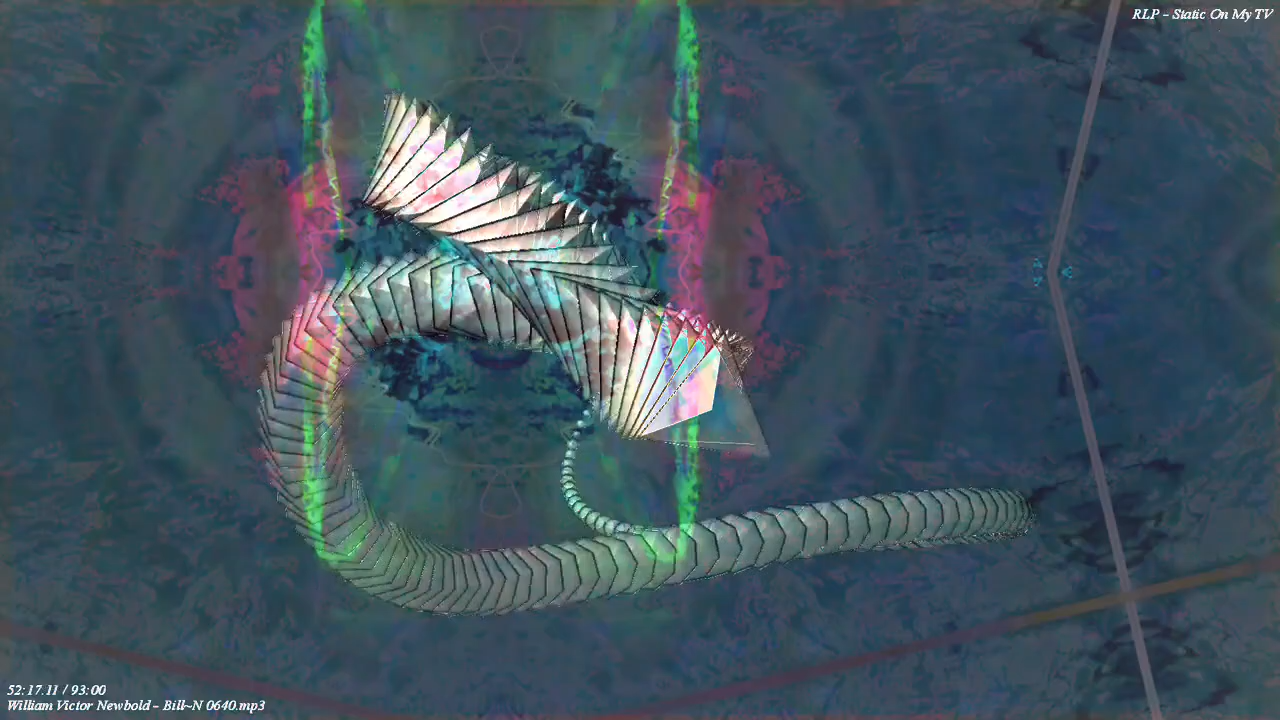 RLP - Static On My TV
52:17.11 / 93:00
William Victor Newbold - Bill~N 0640.mp3